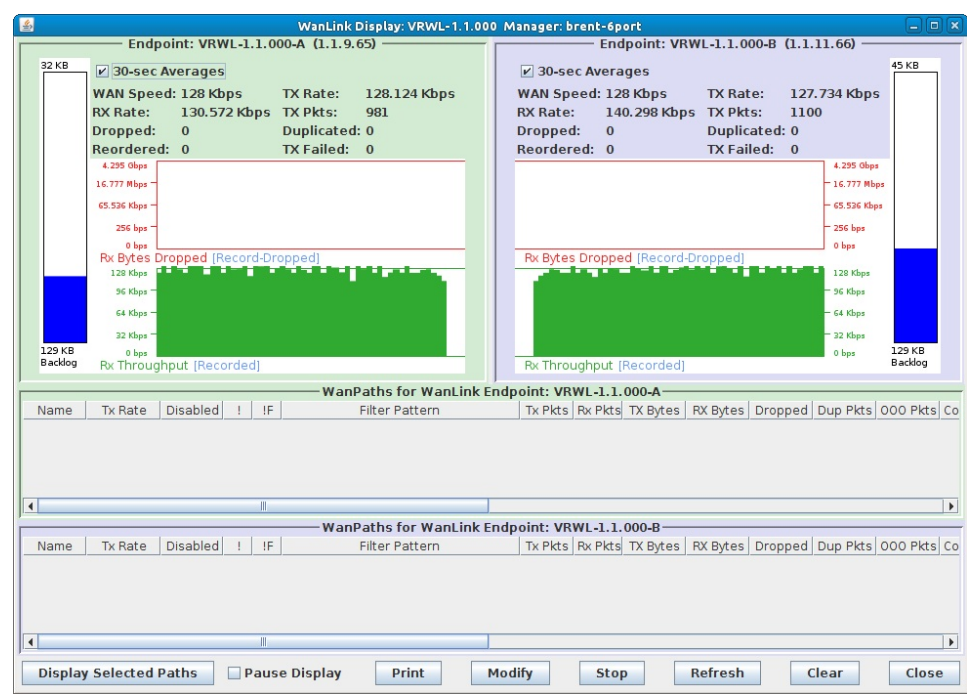 WanLink Display: VRWL-1.1.000 Manager: brent-6port
Endpoint: VRWL-1.1.000-A (1.1.9.65)
32 KB
30-sec Averages
WAN Speed: 128 Kbps TX Rate: 128.124 Kbps
RX Rate: 130.572 Kbps TX Pkts: 981
Dropped: 0 Duplicated: 0
Reordered: 0 TX Failed: 0
4.295 Gbps
16.777 Mbps
65.536 Kbps
256 bps
0 bps
Rx Bytes Dropped [Record-Dropped]
128 Kbps
96 Kbps
64 Kbps
32 Kbps
0 bps
129 KB
Backlog
Rx Throughput [Recorded]
Endpoint: VRWL-1.1.000-B (1.1.11.66)
45 KB
30-sec Averages
WAN Speed: 128 Kbps TX Rate: 127.734 Kbps
RX Rate: 140.298 Kbps TX Pkts: 1100
Dropped: 0 Duplicated: 0
Reordered: 0 TX Failed: 0
4.295 Gbps
16.777 Mbps
65.536 Kbps
256 bps
0 bps
Rx Bytes Dropped [Record-Dropped]
128 Kbps
96 Kbps
64 Kbps
32 Kbps
0 bps
129 KB
Backlog
Rx Throughput [Recorded]
WanPaths for WanLink Endpoint: VRWL-1.1.000-A
Name Tx Rate Disabled ! !F Filter Pattern Tx Pkts Rx Pkts TX Bytes RX Bytes Dropped Dup Pkts OOO Pkts Co
WanPaths for WanLink Endpoint: VRWL-1.1.000-B
Name Tx Rate Disabled ! !F Filter Pattern Tx Pkts Rx Pkts TX Bytes RX Bytes Dropped Dup Pkts OOO Pkts Co
Display Selected Paths Pause Display Print Modify Stop Refresh Clear Close